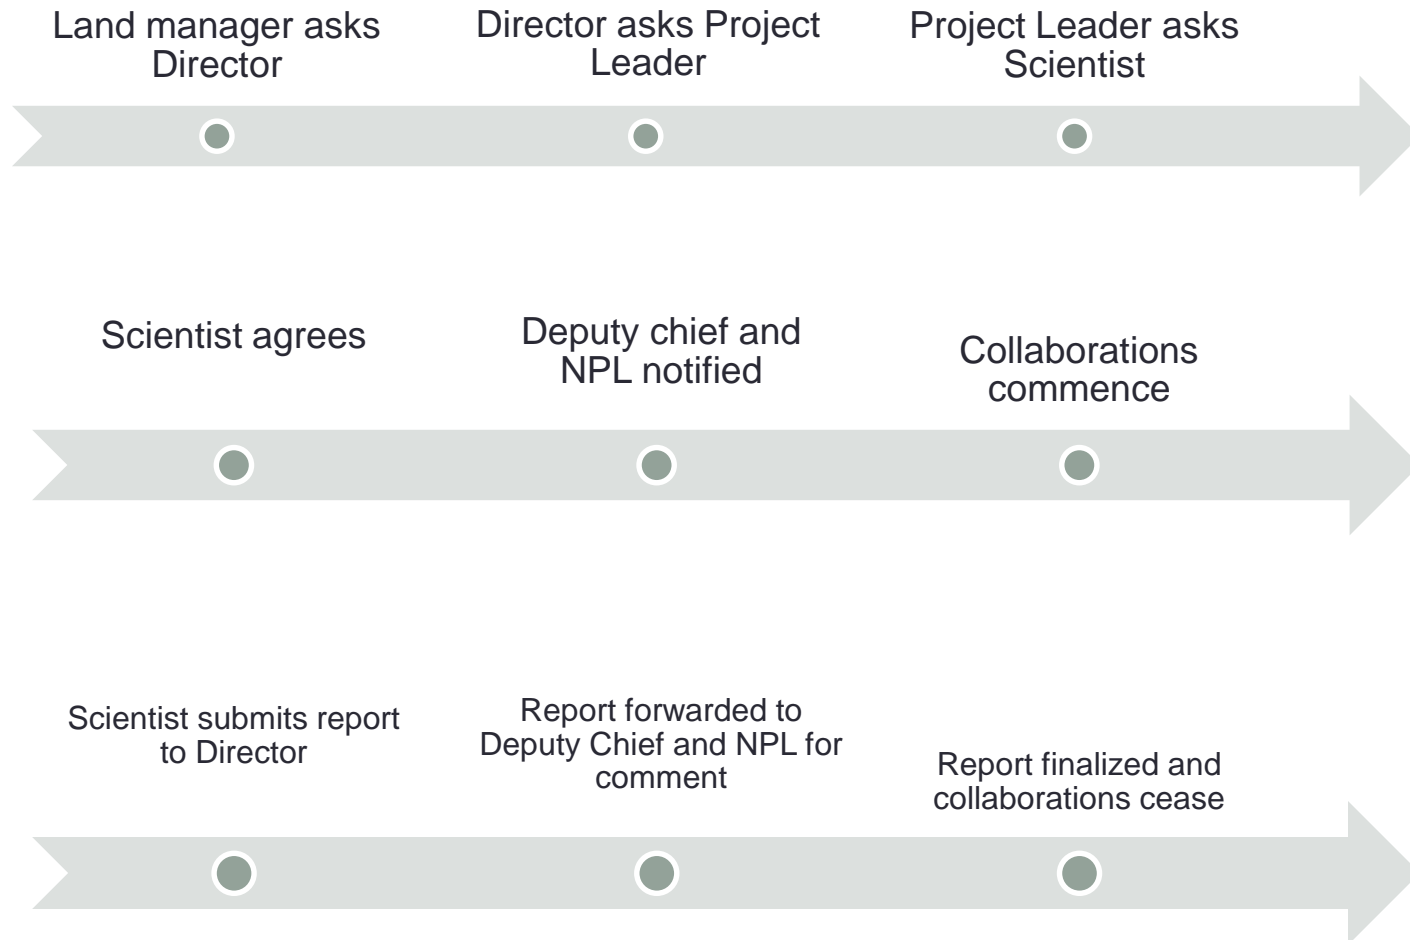 Land manager asks
Director
Director asks Project
Leader
Project Leader asks
Scientist
Scientist agrees
Deputy chief and
NPL notified
Collaborations
commence
Scientist submits report
to Director
Report forwarded to
Deputy Chief and NPL for
comment
Report finalized and
collaborations cease